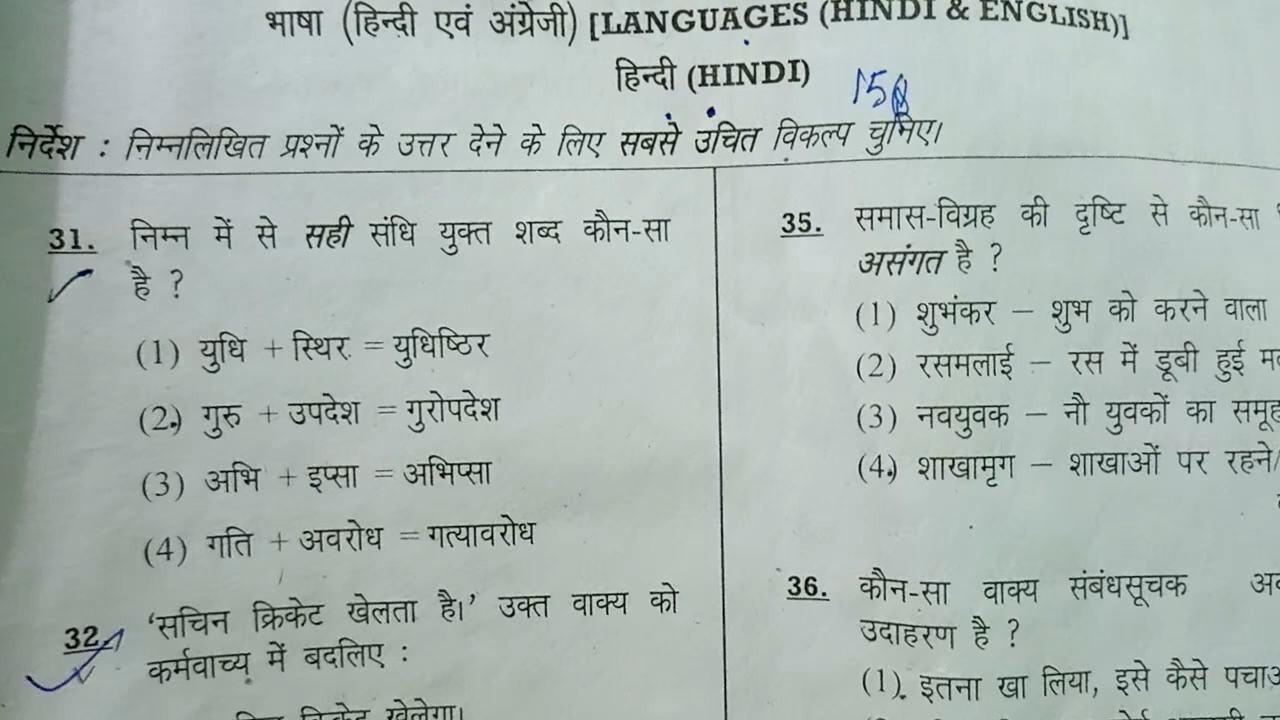 भाषा (हिन्दी एवं अंग्रेजी) [LANGUAGES (HINDI & ENGLISH)]
हिन्दी (HINDI)
निर्देश : निम्नलिखित प्रश्नों के उत्तर देने के लिए सबसे उचित विकल्प चुनिए।
31. निम्न में से सही संधि युक्त शब्द कौन-सा
है ?
(1) युधि + स्थिर = युधिष्ठिर
(2) गुरु + उपदेश = गुरोपदेश
(3) अभि + इप्सा = अभिप्सा
(4) गति + अवरोध = गत्यावरोध
32. 'सचिन क्रिकेट खेलता है।' उक्त वाक्य को
कर्मवाच्य में बदलिए :
क्रिकेट खेलेगा।
35. समास-विग्रह की दृष्टि से कौन-सा
असंगत है ?
(1) शुभंकर – शुभ को करने वाला
(2) रसमलाई – रस में डूबी हुई
(3) नवयुवक – नौ युवकों का समूह
(4) शाखामृग – शाखाओं पर रहने
36. कौन-सा वाक्य संबंधसूचक
उदाहरण है ?
(1) इतना खा लिया, इसे कैसे